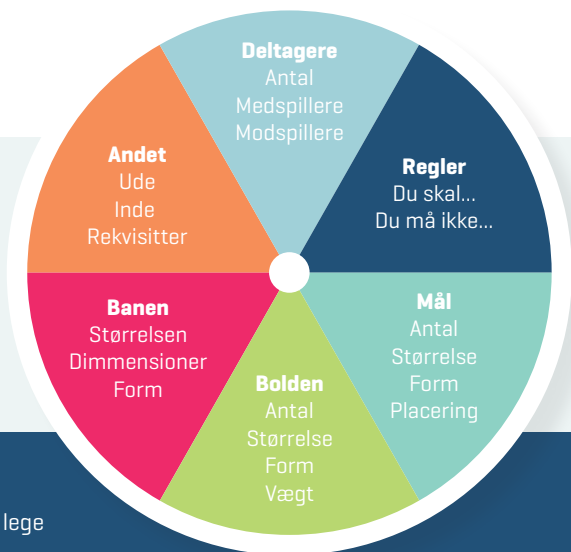 Deltagere
Antal
Medspillere
Modspillere
Regler
Du skal...
Du må ikke...
Mål
Antal
Størrelse
Form
Placering
Bolden
Antal
Størrelse
Form
Vægt
Banen
Størrelsen
Dimmensioner
Form
Andet
Ude
Inde
Rekvisitter
lege